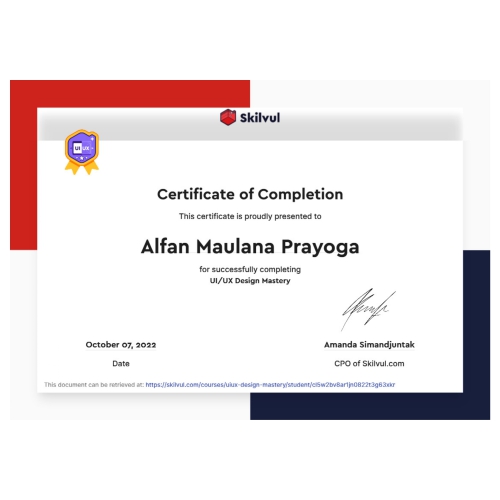 Skilvul
UI UX
Certificate of Completion
This certificate is proudly presented to
Alfan Maulana Prayoga
for successfully completing
UI/UX Design Mastery
October 07, 2022
Amanda Simandjuntak
Date
CPO of Skilvul.com
This document can be retrieved at: https://skilvul.com/courses/uiux-design-mastery/student/cl5w2bv8ar1jn0822t3g63xkr